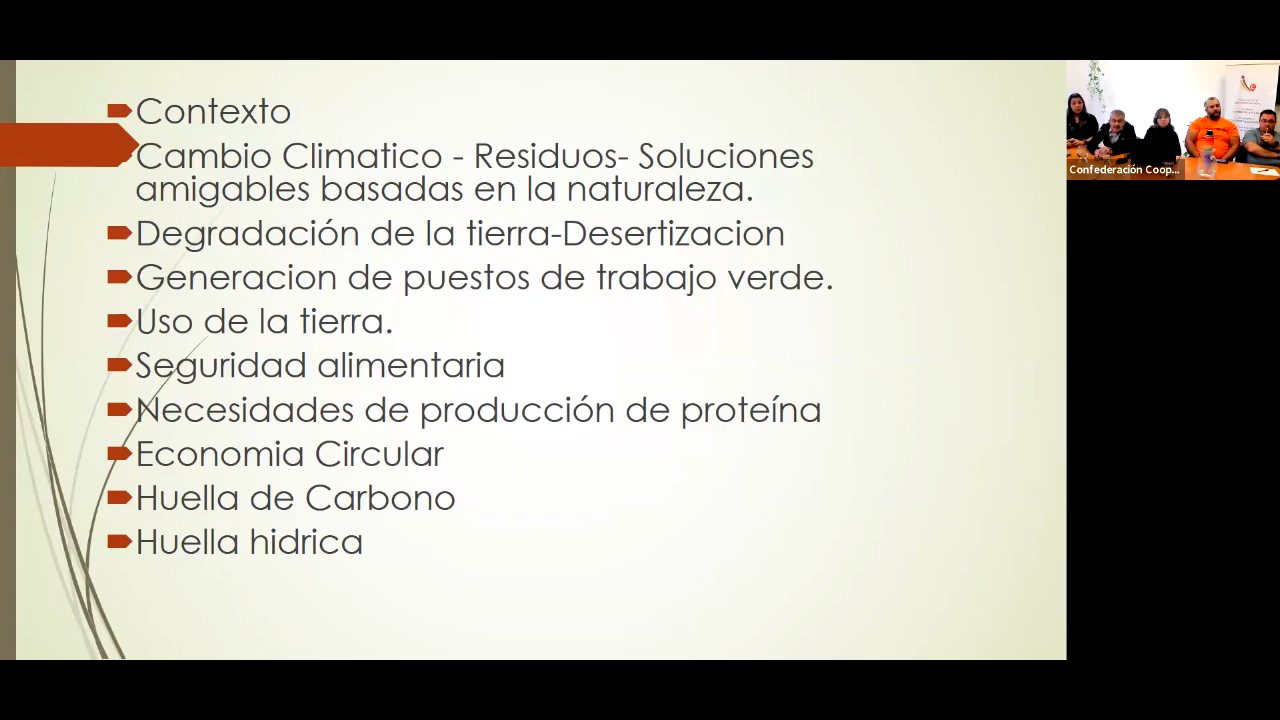 Contexto
Cambio Climatico - Residuos- Soluciones
amigables basadas en la naturaleza.
Degradación de la tierra-Desertizacion
Generacion de puestos de trabajo verde.
Uso de la tierra.
Seguridad alimentaria
Necesidades de producción de proteína
Economia Circular
Huella de Carbono
Huella hidrica
Confederación Coop...